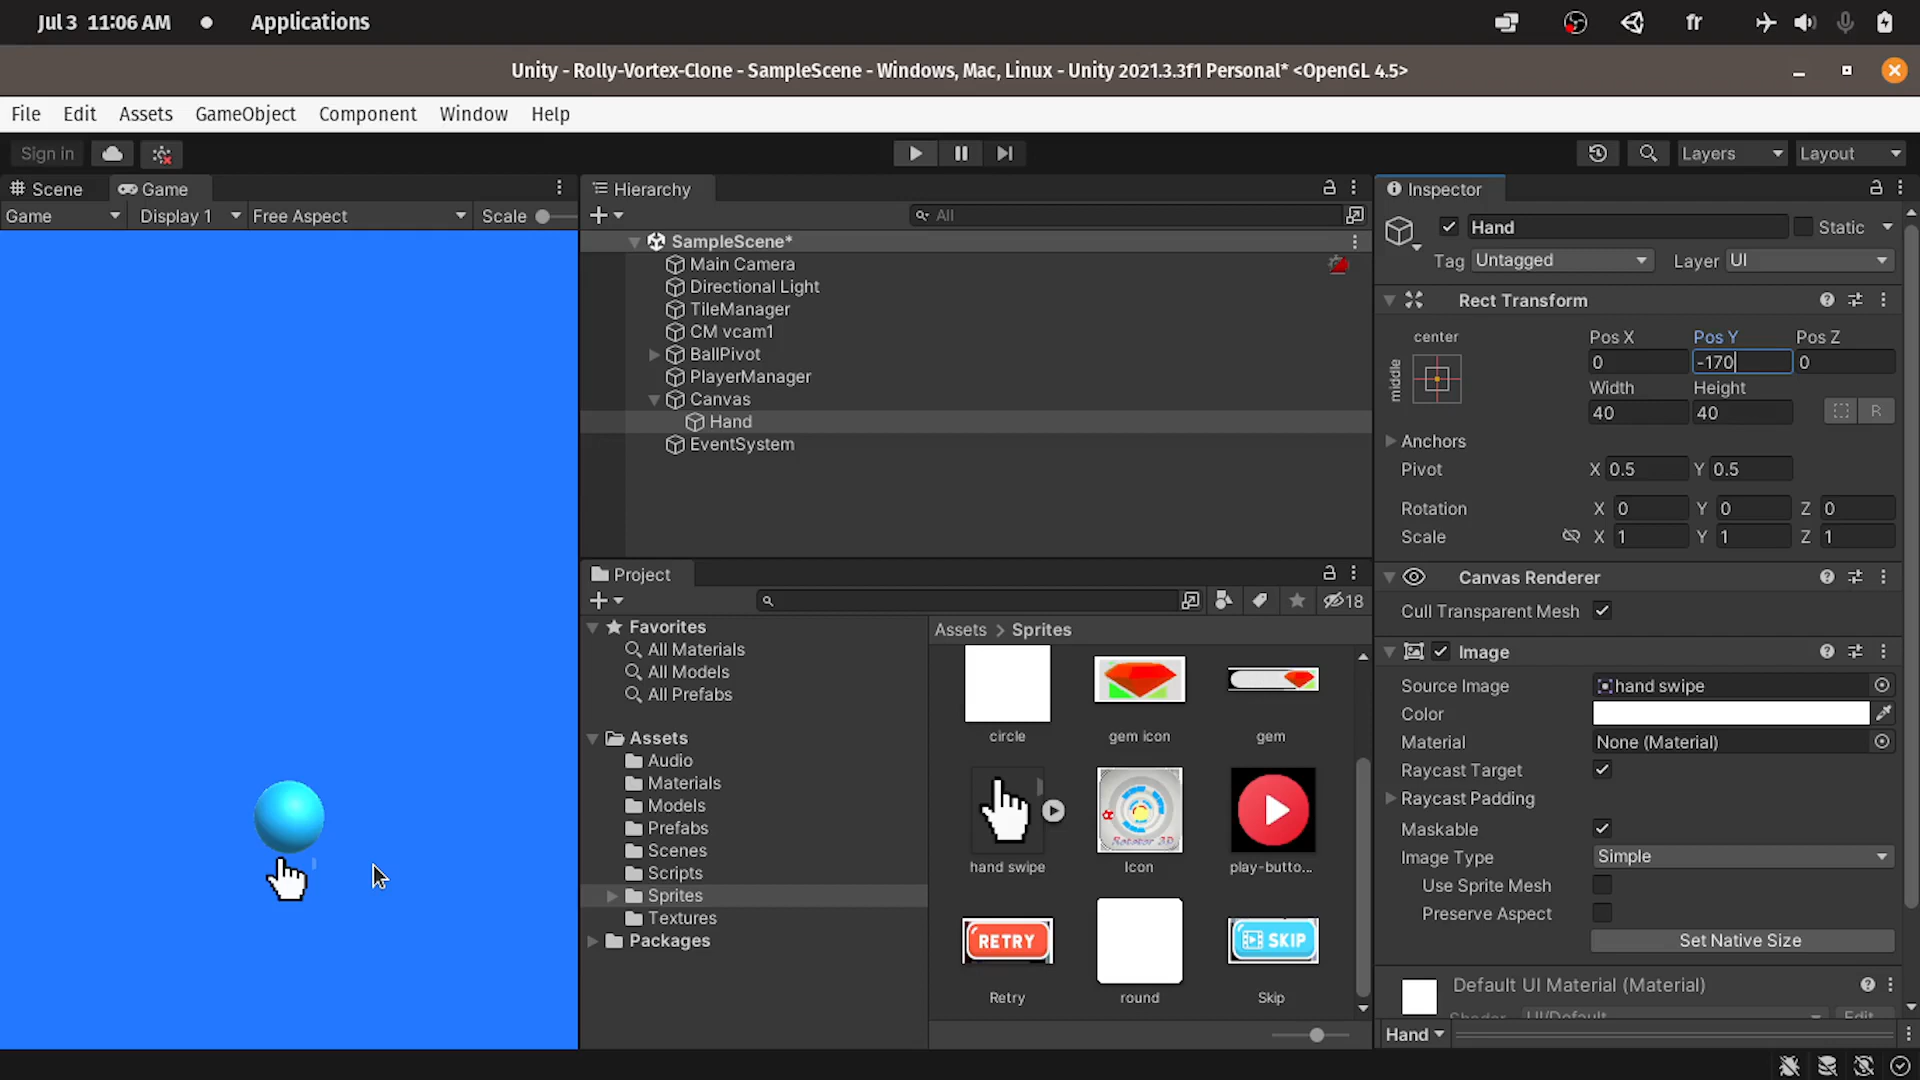 Jul 3 11:06 AM Applications fr
Unity - Rolly-Vortex-Clone - SampleScene - Windows, Mac, Linux - Unity 2021.3.3f1 Personal* <OpenGL 4.5>
File Edit Assets GameObject Component Window Help
Sign in Layers Layout
Scene Game
Game Display 1 Free Aspect Scale
Hierarchy
All
SampleScene*
Main Camera
Directional Light
TileManager
CM vcam1
BallPivot
PlayerManager
Canvas
Hand
EventSystem
Project
18
Favorites
All Materials
All Models
All Prefabs
Assets
Audio
Materials
Models
Prefabs
Scenes
Scripts
Sprites
Textures
Packages
Assets > Sprites
circle gem icon gem
Rotator 3D
hand swipe Icon play-butto...
RETRY SKIP
Retry round Skip
Inspector
Hand Static
Tag Untagged Layer UI
Rect Transform
center Pos X Pos Y Pos Z
middle 0 -170 0
Width Height
40 40 R
Anchors
Pivot X 0.5 Y 0.5
Rotation X 0 Y 0 Z 0
Scale X 1 Y 1 Z 1
Canvas Renderer
Cull Transparent Mesh
Image
Source Image hand swipe
Color
Material None (Material)
Raycast Target
Raycast Padding
Maskable
Image Type Simple
Use Sprite Mesh
Preserve Aspect
Set Native Size
Default UI Material (Material)
Shader UI/Default Edit
Hand